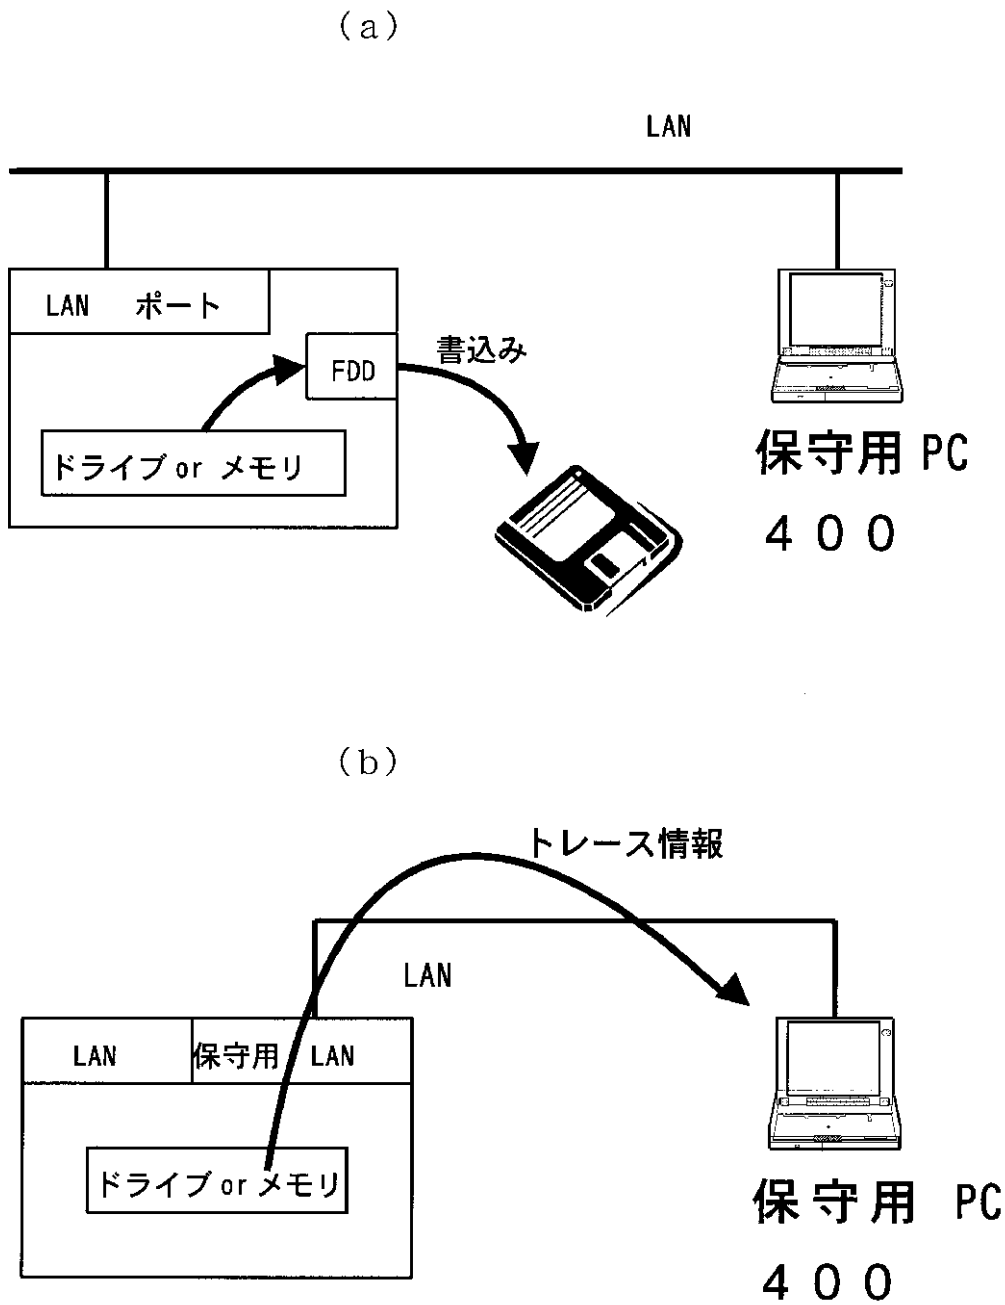 (a)
LAN
LAN ポート
書込み
FDD
ドライブ or メモリ
保守用 PC
400
(b)
トレース情報
LAN
LAN
保守用 LAN
ドライブ or メモリ
保守用 PC
400